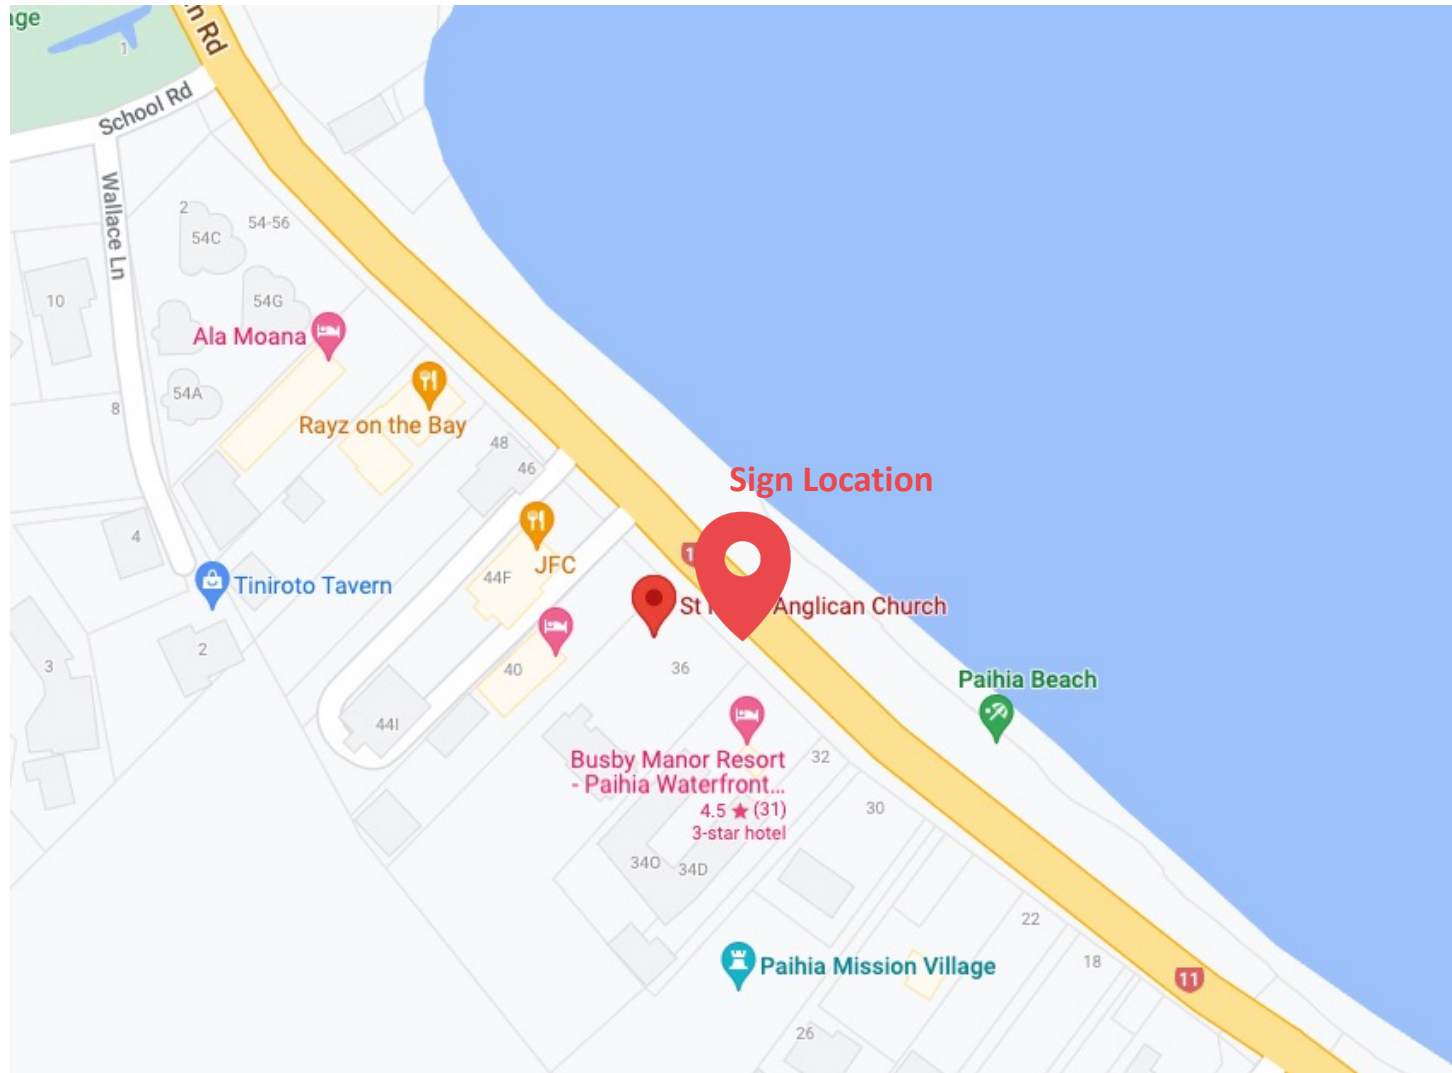 ge
1
n Rd
School Rd
Wallace Ln
2
54-56
54C
10
54G
Ala Moana
54A
8
Rayz on the Bay
48
46
Sign Location
4
JFC
44F
Tiniroto Tavern
St
Anglican Church
2
3
40
36
44I
Paihia Beach
Busby Manor Resort
- Paihia Waterfront...
4.5 ★ (31)
3-star hotel
32
30
34O
34D
22
Paihia Mission Village
18
11
26